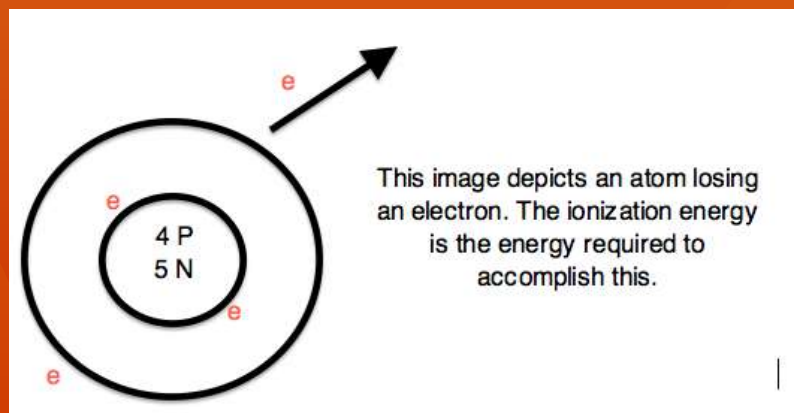 e
e
4 P
5 N
e
e
This image depicts an atom losing
an electron. The ionization energy
is the energy required to
accomplish this.